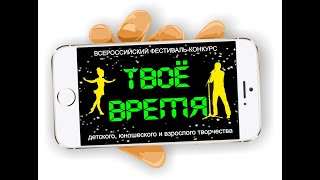 ВСЕРОССИЙСКИЙ ФЕСТИВАЛЬ-КОНКУРС
ТВОЁ
ВРЕМЯ
детского, юношеского и взрослого творчества